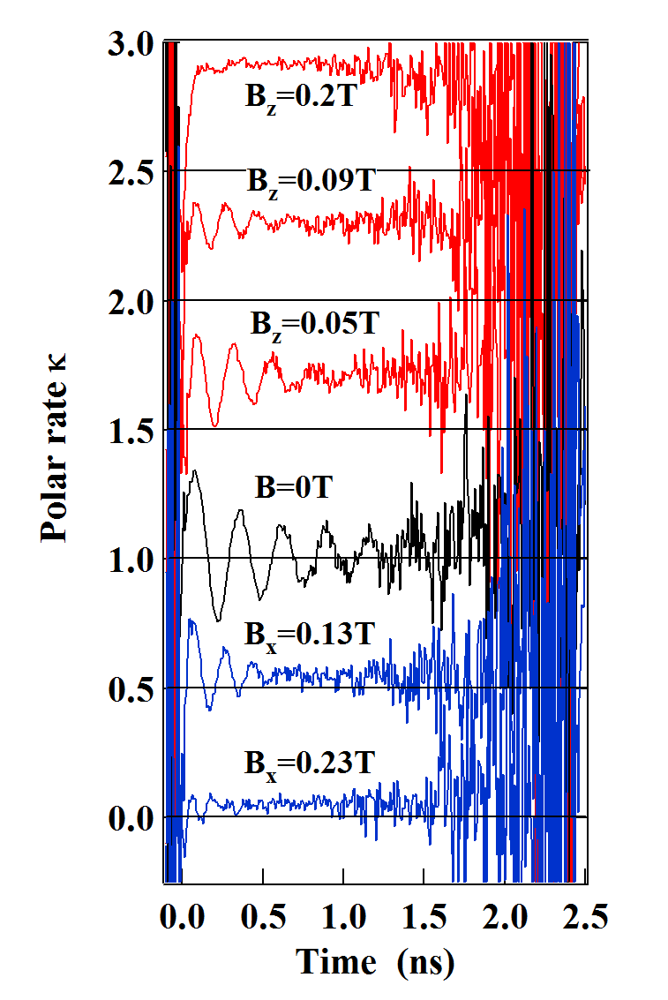 3.0
B_z=0.2T
2.5
B_z=0.09T
2.0
B_z=0.05T
1.5
B=0T
1.0
B_x=0.13T
0.5
B_x=0.23T
0.0
Polar rate κ
0.0 0.5 1.0 1.5 2.0 2.5
Time (ns)